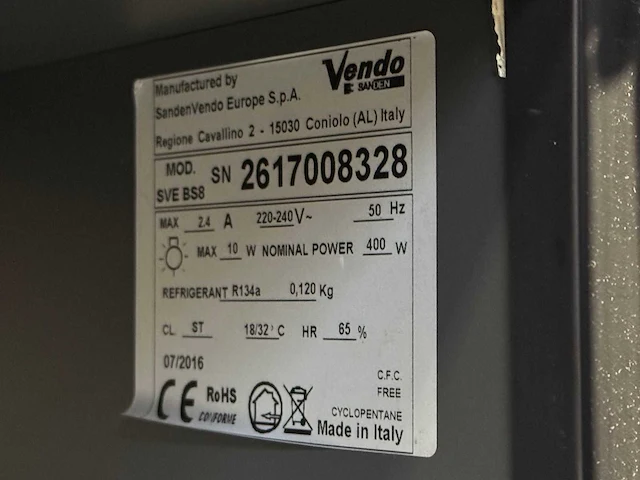 Manufactured by
SandenVendo Europe S.p.A.
Vendo
SANDEN
Regione Cavallino 2 - 15030 Coniolo (AL) Italy
MOD.
SVE BS8
SN 2617008328
MAX 2.4 A 220-240 V~ 50 Hz
MAX 10 W NOMINAL POWER 400 W
REFRIGERANT R134a 0,120 Kg
CL. ST 18/32° C HR 65 %
07/2016
C.F.C.
FREE
CE RoHS
CONFORME
CYCLOPENTANE
Made in Italy